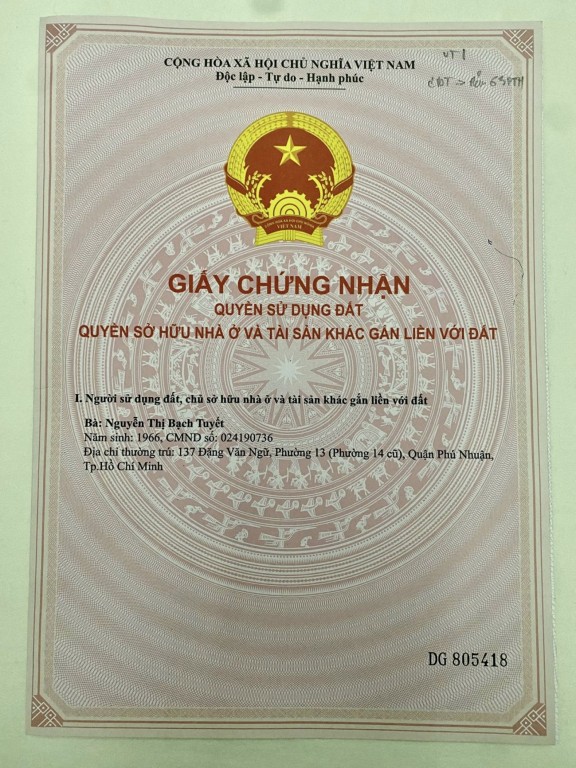 CỘNG HÒA XÃ HỘI CHỦ NGHĨA VIỆT NAM
Độc lập - Tự do - Hạnh phúc
VT1
VIỆT NAM
GIẤY CHỨNG NHẬN
QUYỀN SỬ DỤNG ĐẤT
QUYỀN SỞ HỮU NHÀ Ở VÀ TÀI SẢN KHÁC GẮN LIỀN VỚI ĐẤT
I. Người sử dụng đất, chủ sở hữu nhà ở và tài sản khác gắn liền với đất
Bà: Nguyễn Thị Bạch Tuyết
Năm sinh: 1966, CMND số: 024190736
Địa chỉ thường trú: 137 Đặng Văn Ngữ, Phường 13 (Phường 14 cũ), Quận Phú Nhuận,
Tp.Hồ Chí Minh
DG 805418